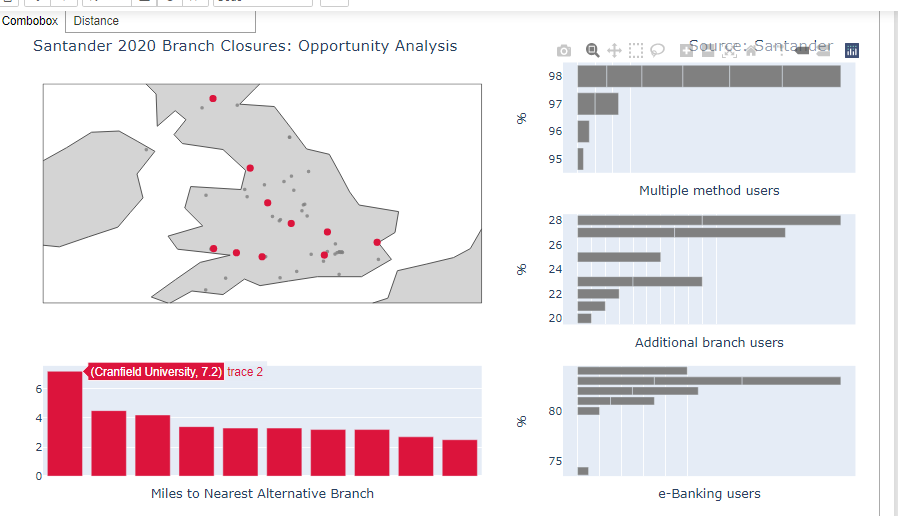 Combobox Distance
Santander 2020 Branch Closures: Opportunity Analysis
Source: Santander
98
97
96
95
%
Multiple method users
28
26
24
22
20
%
Additional branch users
(Cranfield University, 7.2) trace 2
6
4
2
0
Miles to Nearest Alternative Branch
80
75
%
e-Banking users